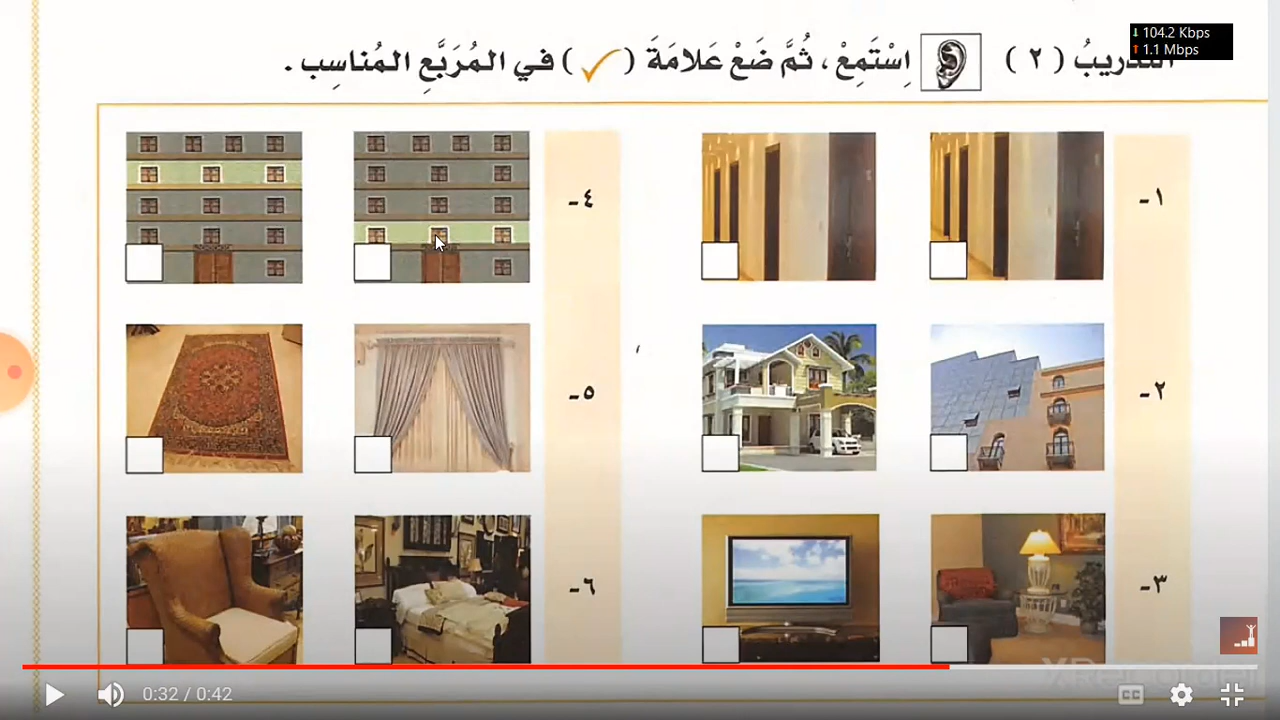 104.2 Kbps
1.1 Mbps
التدريبُ (٢) اِسْتَمِعْ، ثُمَّ ضَعْ عَلامَةَ (✓) في المُرَبَّعِ المُناسِب.
١-
٤-
٢-
٥-
٣-
٦-
0:32 / 0:42
CC